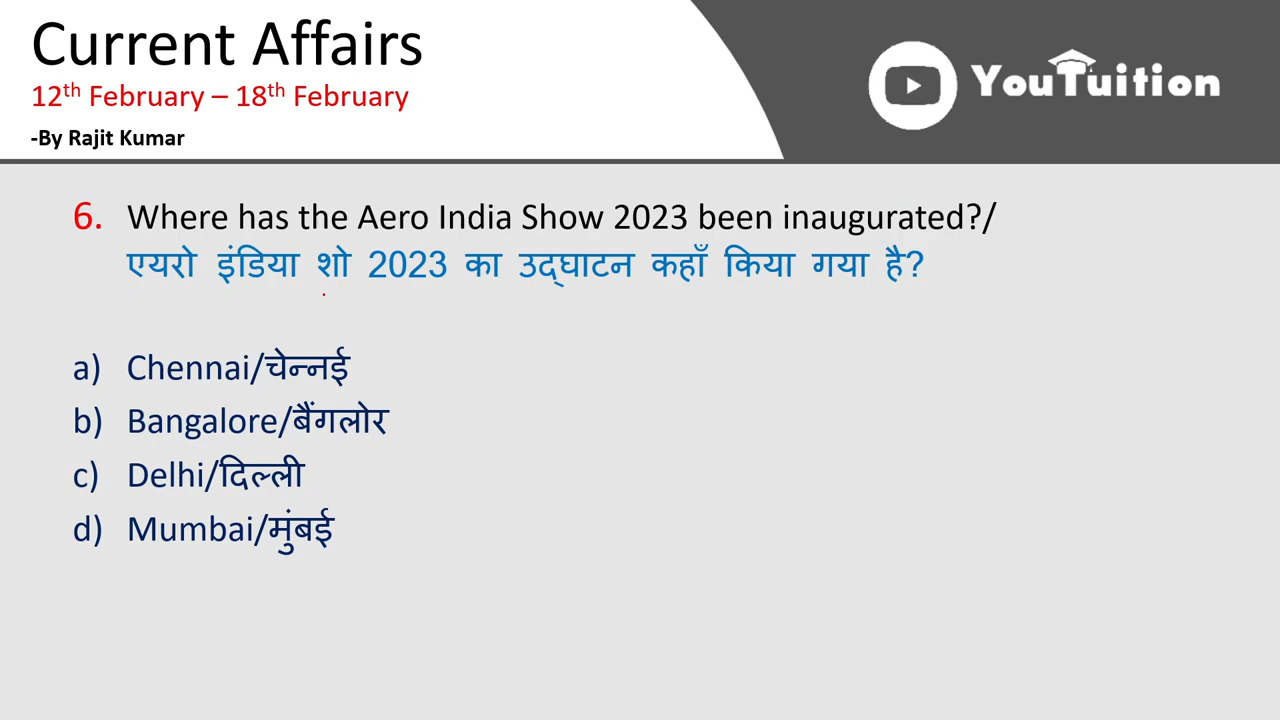 Current Affairs
12th February – 18th February
-By Rajit Kumar
YouTuition
6. Where has the Aero India Show 2023 been inaugurated?/
एयरो इंडिया शो 2023 का उद्घाटन कहाँ किया गया है?
a) Chennai/चेन्नई
b) Bangalore/बैंगलोर
c) Delhi/दिल्ली
d) Mumbai/मुंबई